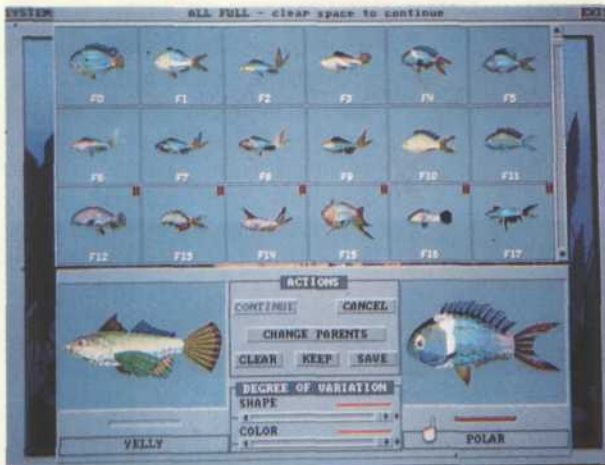 SYSTEM ALL FULL - clear space to continue EXIT
F0 F1 F2 F3 F4 F5
F6 F7 F8 F9 F10 F11
F12 F13 F14 F15 F16 F17
ACTIONS
CONTINUE CANCEL
CHANGE PARENTS
CLEAR KEEP SAVE
DEGREE OF VARIATION
SHAPE
- +
COLOR
- +
YELLY POLAR